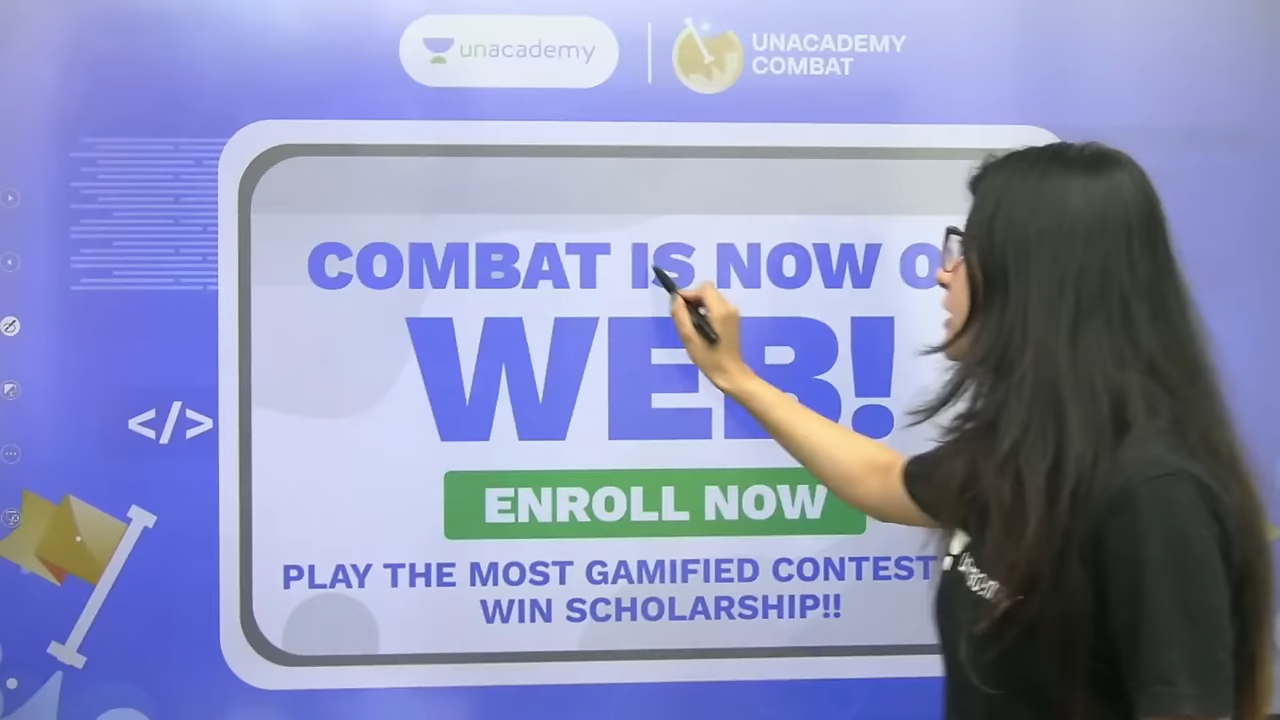 unacademy
UNACADEMY
COMBAT
COMBAT IS NOW O
WEB!
</>
ENROLL NOW
PLAY THE MOST GAMIFIED CONTEST
WIN SCHOLARSHIP!!